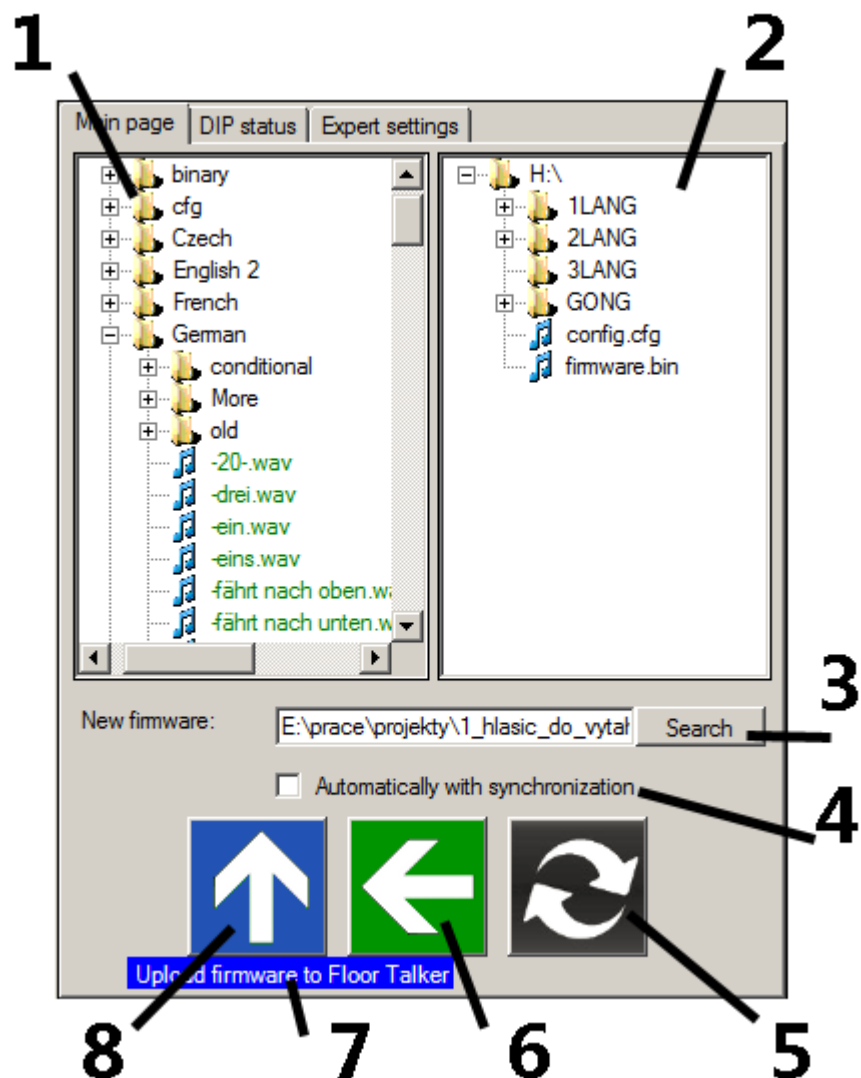 1
2
Main page
DIP status
Expert settings
binary
cfg
Czech
English 2
French
German
conditional
More
old
-20-.wav
-drei.wav
-ein.wav
-eins.wav
-fährt nach oben.wa
-fährt nach unten.w
H:\
1LANG
2LANG
3LANG
GONG
config.cfg
firmware.bin
3
New firmware:
E:\prace\projekty\1_hlasic_do_vytah
Search
Automatically with synchronization
4
Upload firmware to Floor Talker
8
7
6
5